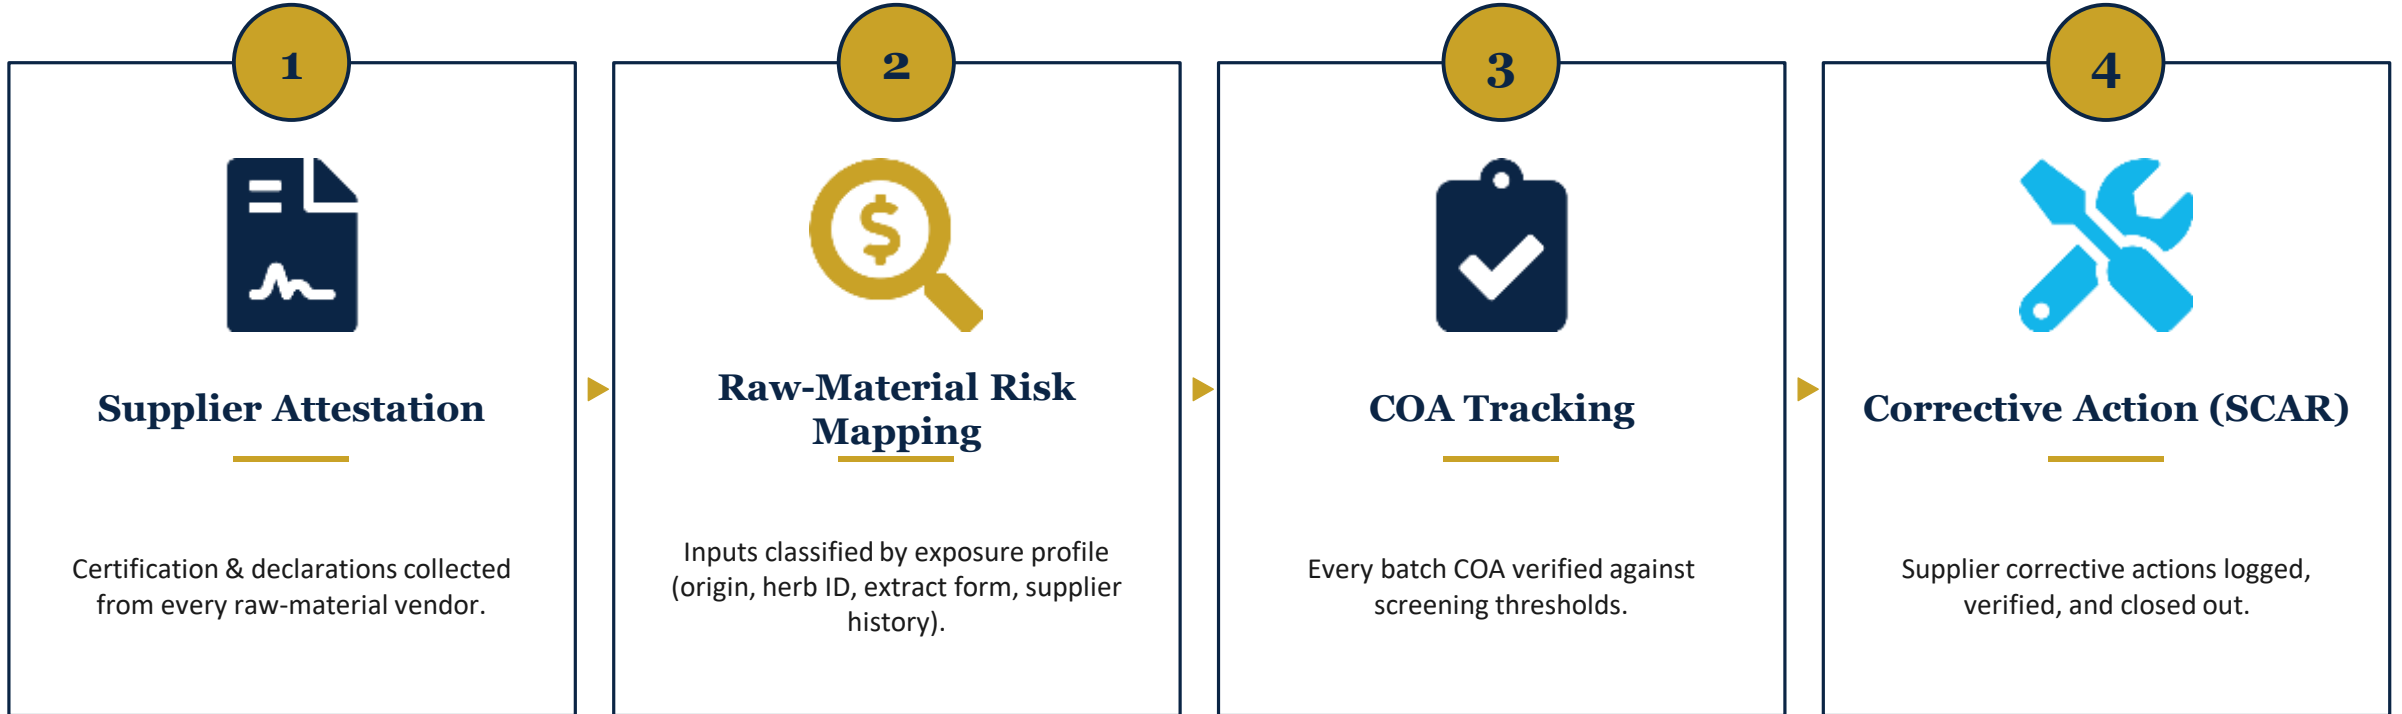 1
Supplier Attestation
Certification & declarations collected
from every raw-material vendor.
2
$
Raw-Material Risk
Mapping
Inputs classified by exposure profile
(origin, herb ID, extract form, supplier
history).
3
COA Tracking
Every batch COA verified against
screening thresholds.
4
Corrective Action (SCAR)
Supplier corrective actions logged,
verified, and closed out.